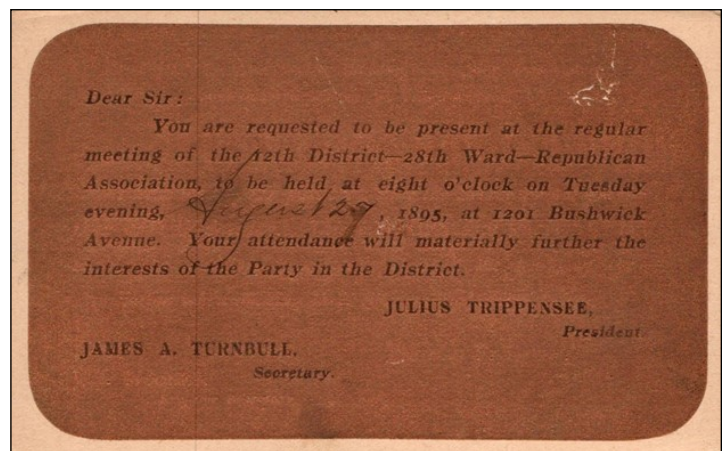 Dear Sir:
You are requested to be present at the regular
meeting of the 12th District—28th Ward—Republican
Association, to be held at eight o'clock on Tuesday
evening, August 27, 1895, at 1201 Bushwick
Avenne. Your attendance will materially further the
interests of the Party in the District.
JULIUS TRIPPENSEE,
President.
JAMES A. TURNBULL,
Secretary.